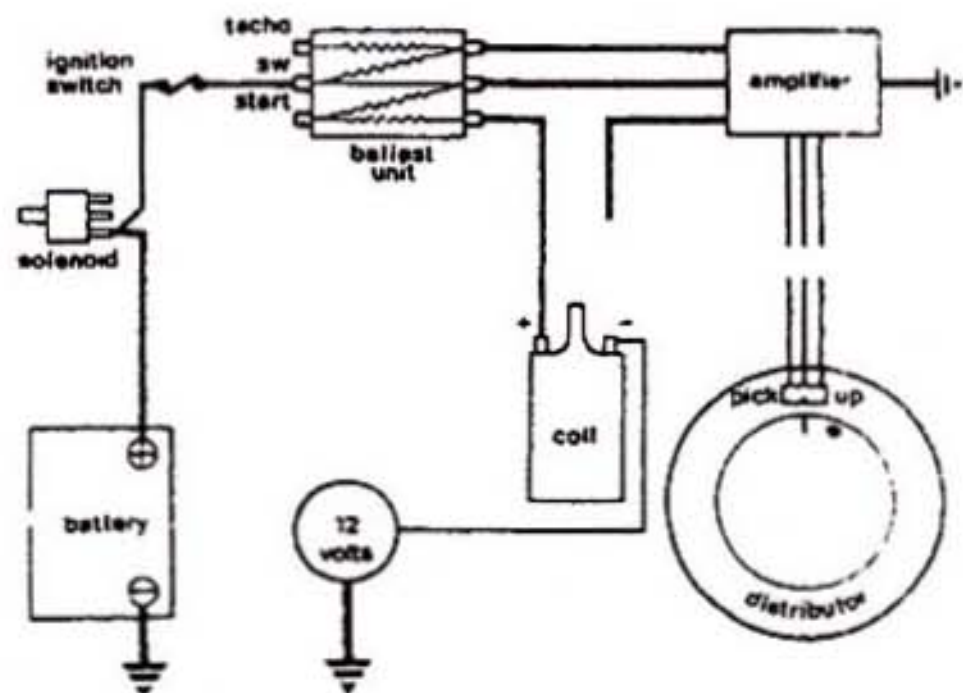 tacho
ignition
switch
sw
start
ballast
unit
amplifier
solenoid
+
-
pick up
coil
battery
12
volts
distributor